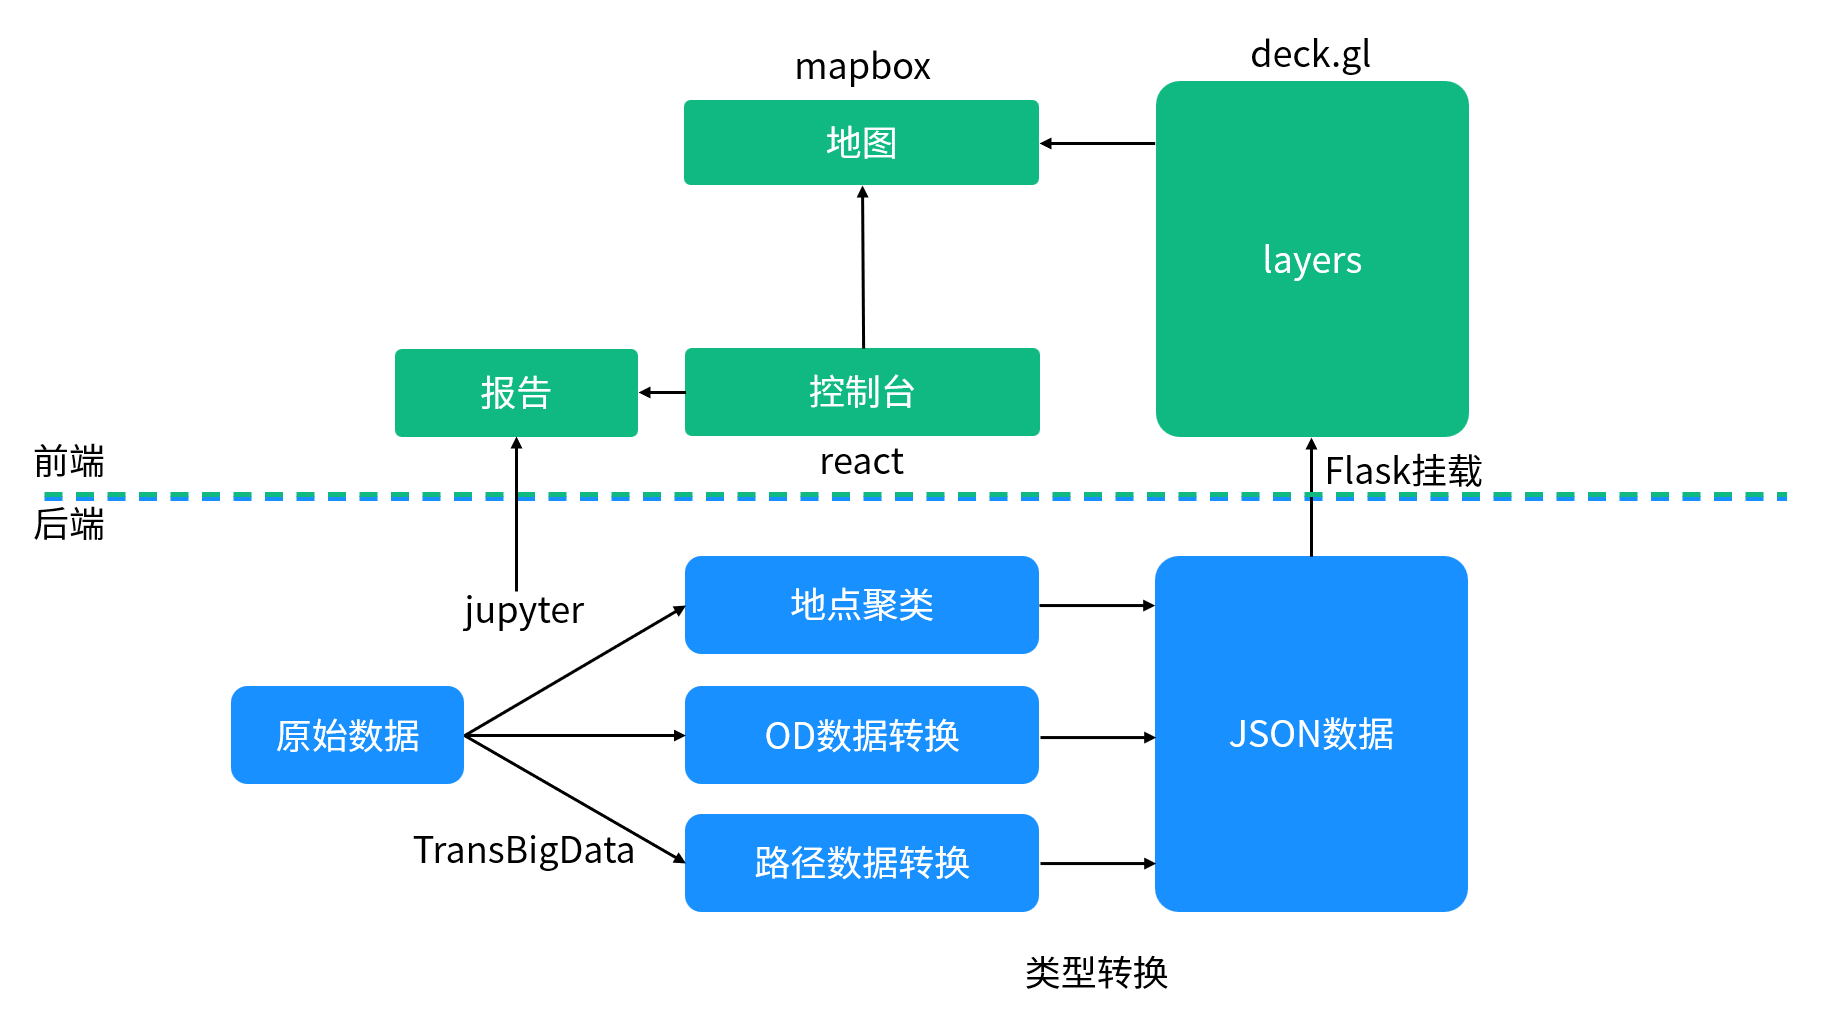 deck.gl
mapbox
地图
layers
报告
控制台
react
前端
Flask挂载
后端
地点聚类
jupyter
原始数据
OD数据转换
JSON数据
TransBigData
路径数据转换
类型转换